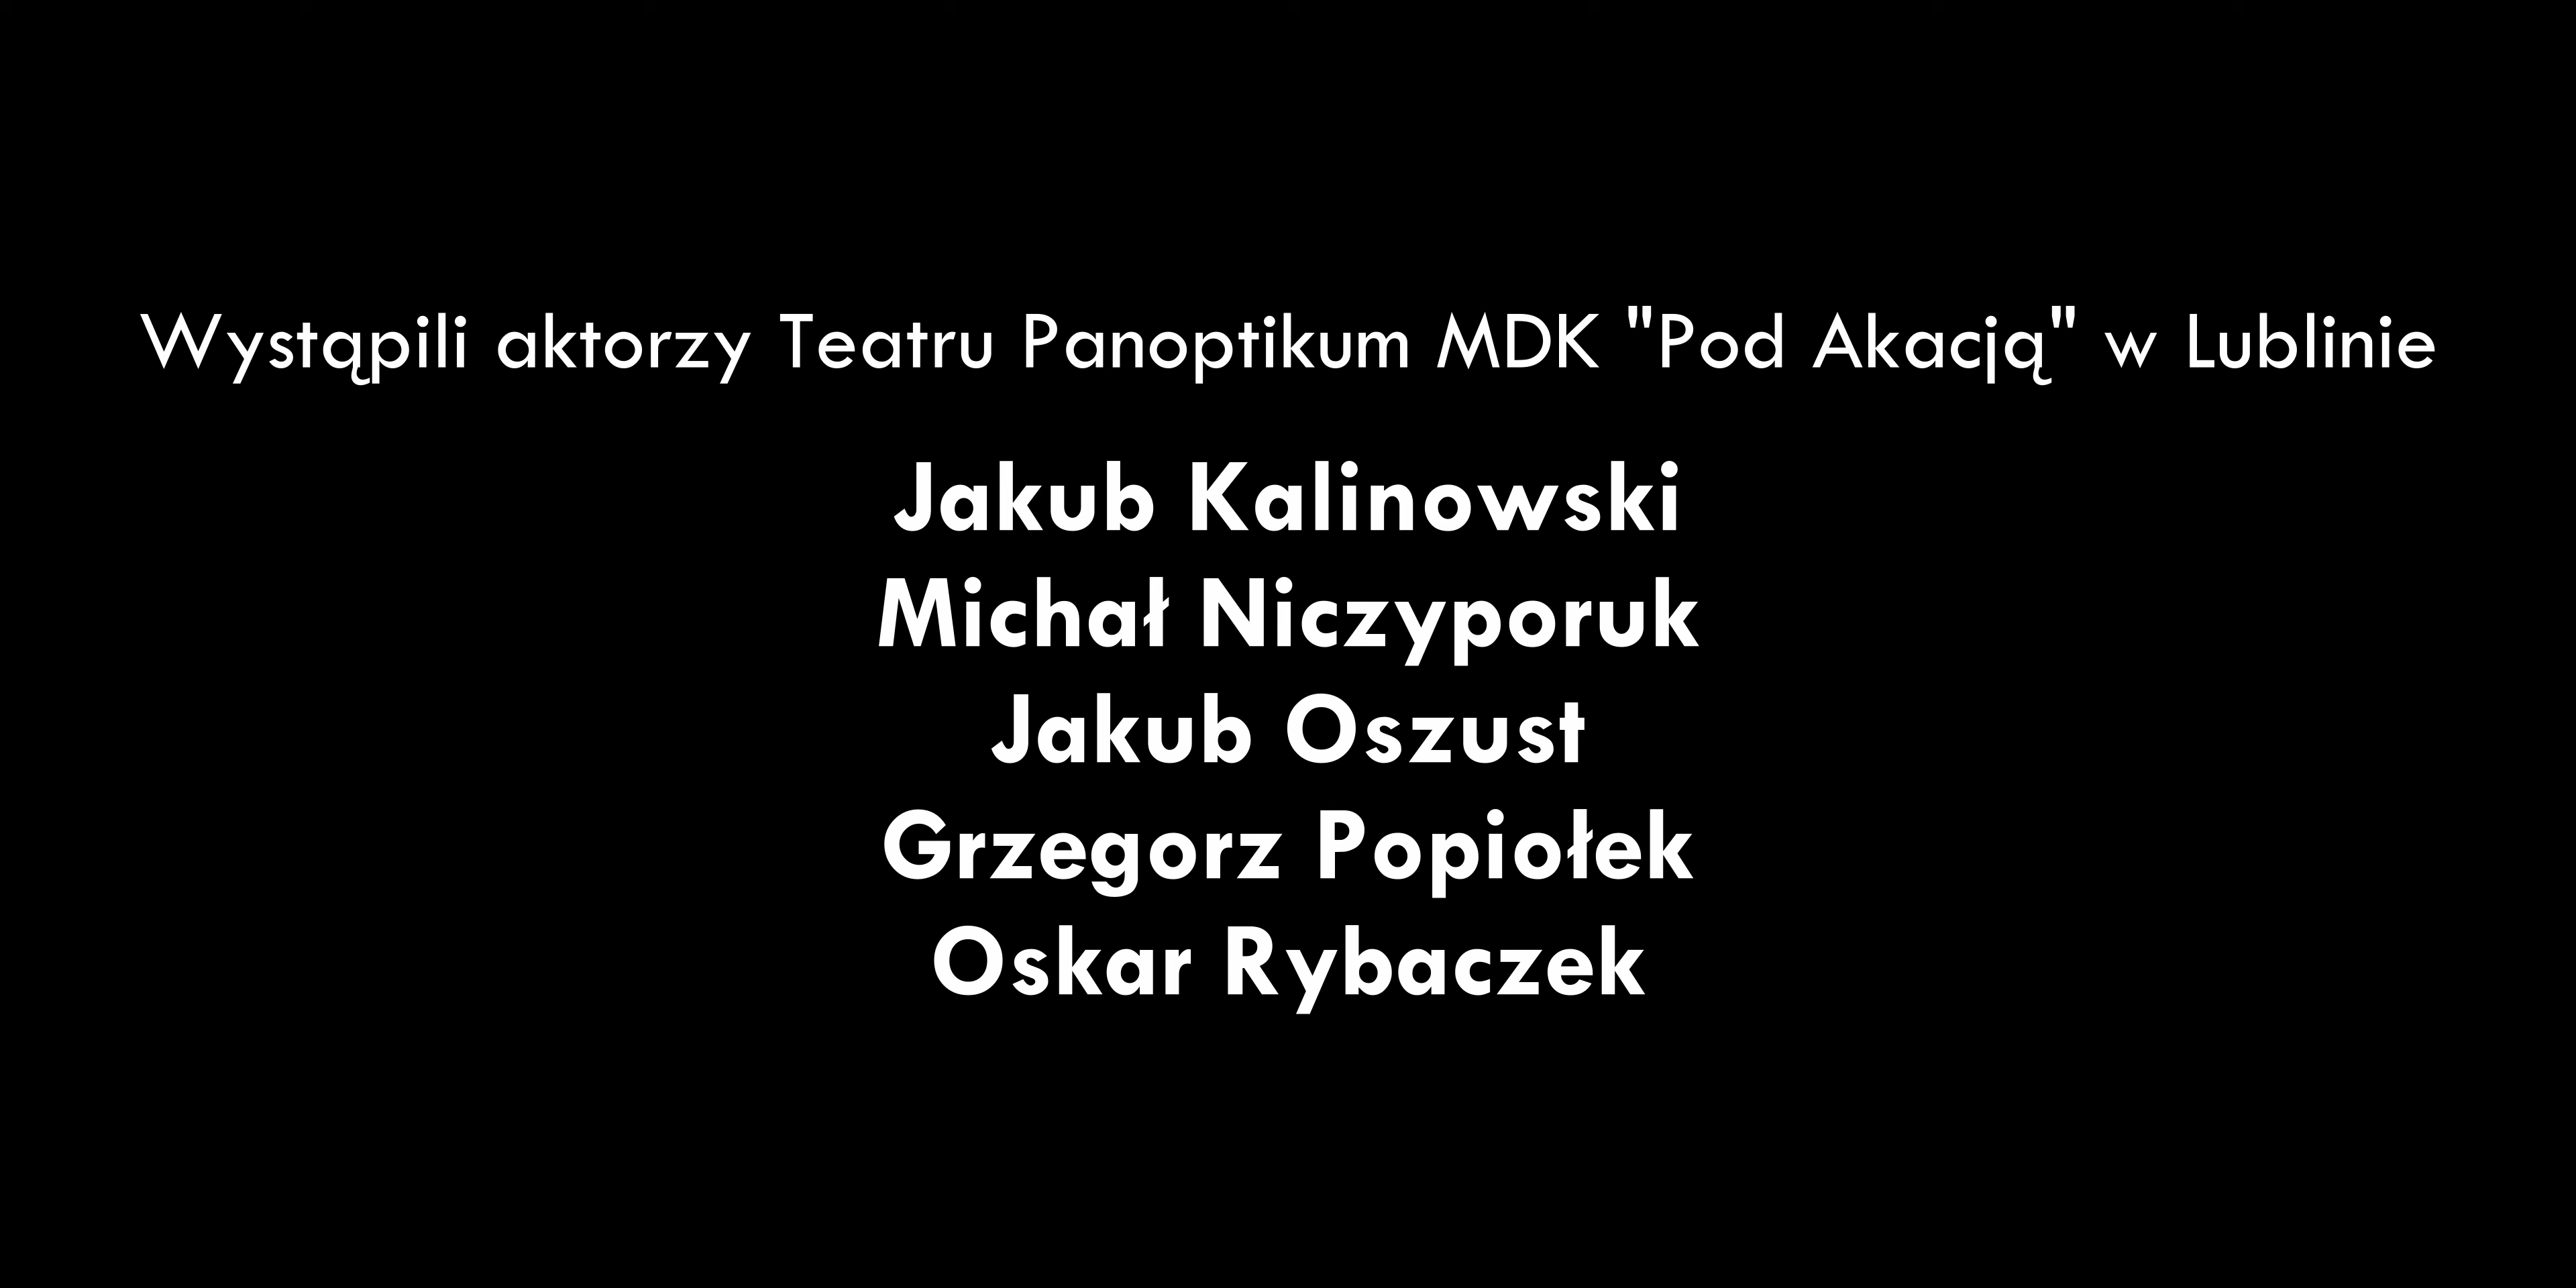 Wystąpili aktorzy Teatru Panoptikum MDK "Pod Akacją" w Lublinie
Jakub Kalinowski
Michał Niczyporuk
Jakub Oszust
Grzegorz Popiołek
Oskar Rybaczek